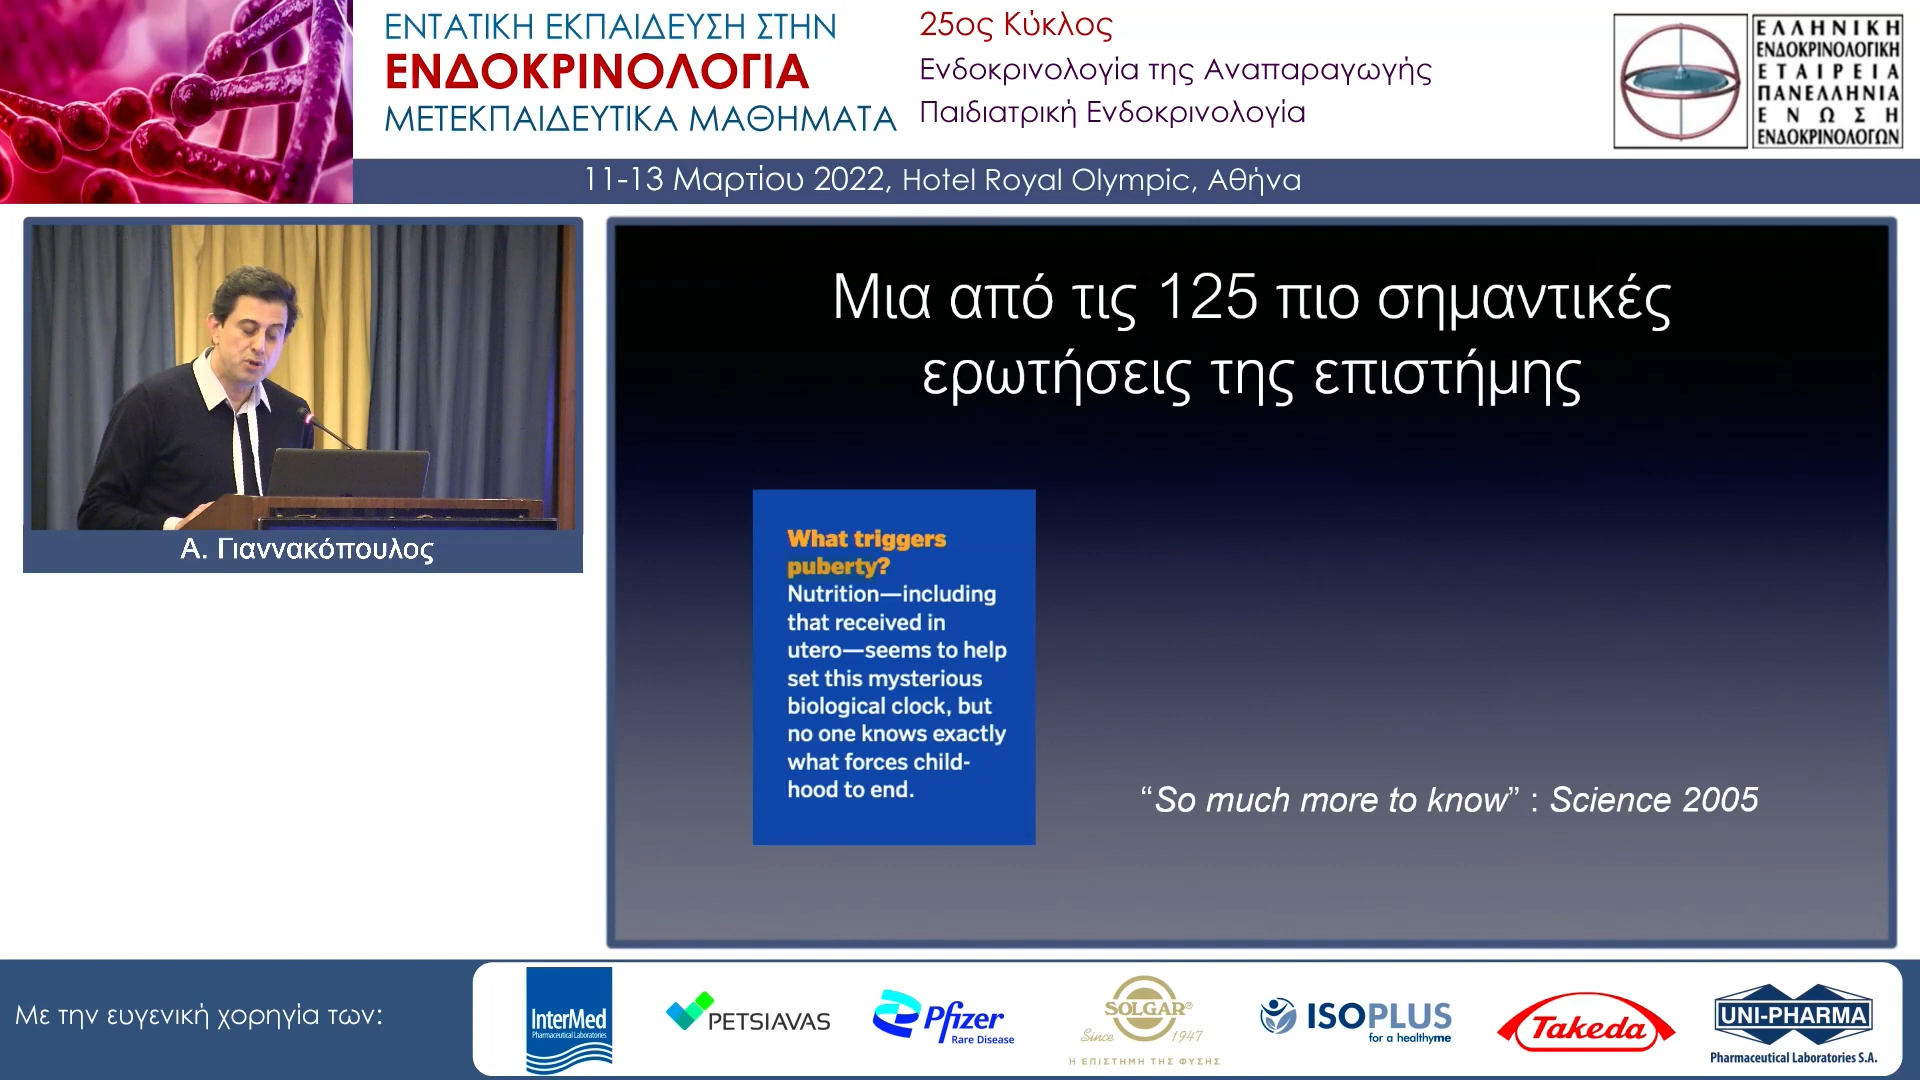 ΕΝΤΑΤΙΚΗ ΕΚΠΑΙΔΕΥΣΗ ΣΤΗΝ
ΕΝΔΟΚΡΙΝΟΛΟΓΙΑ
ΜΕΤΕΚΠΑΙΔΕΥΤΙΚΑ ΜΑΘΗΜΑΤΑ
25ος Κύκλος
Ενδοκρινολογία της Αναπαραγωγής
Παιδιατρική Ενδοκρινολογία
ΕΛΛΗΝΙΚΗ
ΕΝΔΟΚΡΙΝΟΛΟΓΙΚΗ
ΕΤΑΙΡΕΙΑ
ΠΑΝΕΛΛΗΝΙΑ
ΕΝΩΣΗ
ΕΝΔΟΚΡΙΝΟΛΟΓΩΝ
11-13 Μαρτίου 2022, Hotel Royal Olympic, Αθήνα
Α. Γιαννακόπουλος
Μια από τις 125 πιο σημαντικές
ερωτήσεις της επιστήμης
What triggers
puberty?
Nutrition—including
that received in
utero—seems to help
set this mysterious
biological clock, but
no one knows exactly
what forces child-
hood to end.
“So much more to know” : Science 2005
Με την ευγενική χορηγία των:
InterMed
Pharmaceutical Laboratories
PETSIAVAS
Pfizer
Rare Disease
SOLGAR®
Since 1947
Η ΕΠΙΣΤΗΜΗ ΤΗΣ ΦΥΣΗΣ
ISOPLUS
for a healthyme
Takeda
UNI-PHARMA
Pharmaceutical Laboratories S.A.